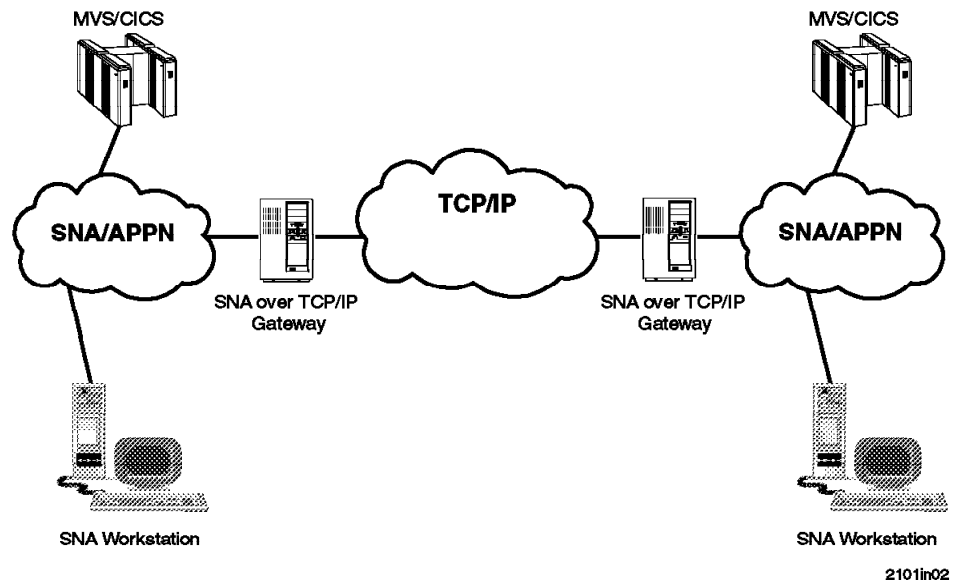 MVS/CICS
MVS/CICS
SNA/APPN
TCP/IP
SNA/APPN
SNA over TCP/IP
Gateway
SNA over TCP/IP
Gateway
SNA Workstation
SNA Workstation
2101in02